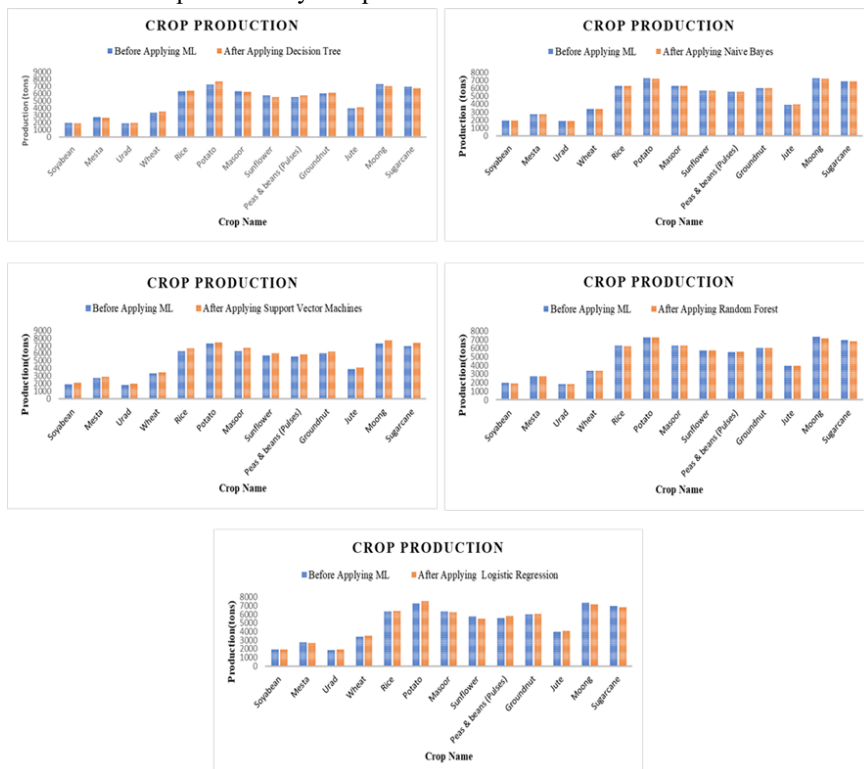 CROP PRODUCTION
Before Applying ML After Applying Decision Tree
Production (tons)
9000
8000
7000
6000
5000
4000
3000
2000
1000
0
Soyabean
Mesta
Urad
Wheat
Rice
Potato
Masoor
Sunflower
Peas & beans (Pulses)
Groundnut
Jute
Moong
Sugarcane
Crop Name
CROP PRODUCTION
Before Applying ML After Applying Naive Bayes
Production (tons)
8000
7000
6000
5000
4000
3000
2000
1000
0
Soyabean
Mesta
Urad
Wheat
Rice
Potato
Masoor
Sunflower
Peas & beans (Pulses)
Groundnut
Jute
Moong
Sugarcane
Crop Name
CROP PRODUCTION
Before Applying ML After Applying Support Vector Machines
Production(tons)
9000
8000
7000
6000
5000
4000
3000
2000
1000
0
Soyabean
Mesta
Urad
Wheat
Rice
Potato
Masoor
Sunflower
Peas & beans (Pulses)
Groundnut
Jute
Moong
Sugarcane
Crop Name
CROP PRODUCTION
Before Applying ML After Applying Random Forest
Production(tons)
8000
7000
6000
5000
4000
3000
2000
1000
0
Soyabean
Mesta
Urad
Wheat
Rice
Potato
Masoor
Sunflower
Peas & beans (Pulses)
Groundnut
Jute
Moong
Sugarcane
Crop Name
CROP PRODUCTION
Before Applying ML After Applying Logistic Regression
Production(tons)
8000
7000
6000
5000
4000
3000
2000
1000
0
Soyabean
Mesta
Urad
Wheat
Rice
Potato
Masoor
Sunflower
Peas & beans (Pulses)
Groundnut
Jute
Moong
Sugarcane
Crop Name